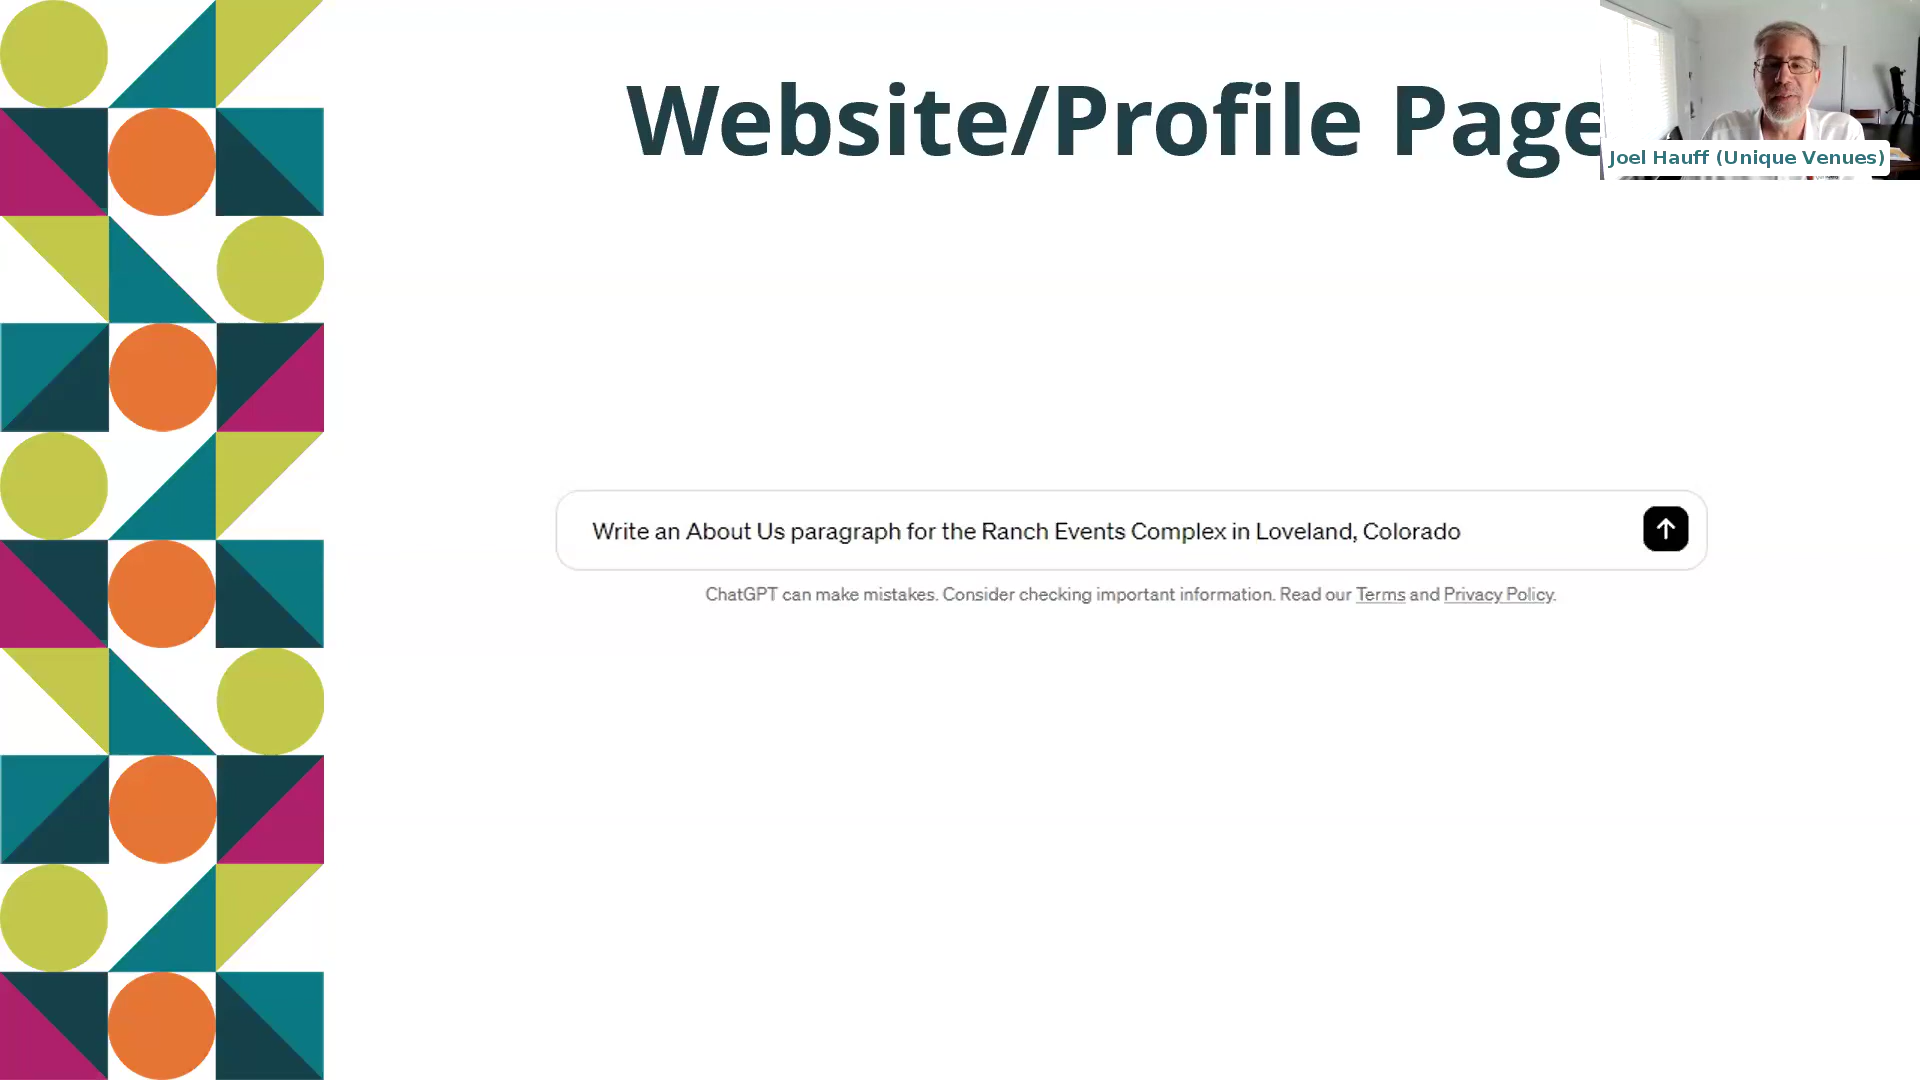 Website/Profile Page
Joel Hauff (Unique Venues)
Write an About Us paragraph for the Ranch Events Complex in Loveland, Colorado
ChatGPT can make mistakes. Consider checking important information. Read our Terms and Privacy Policy.